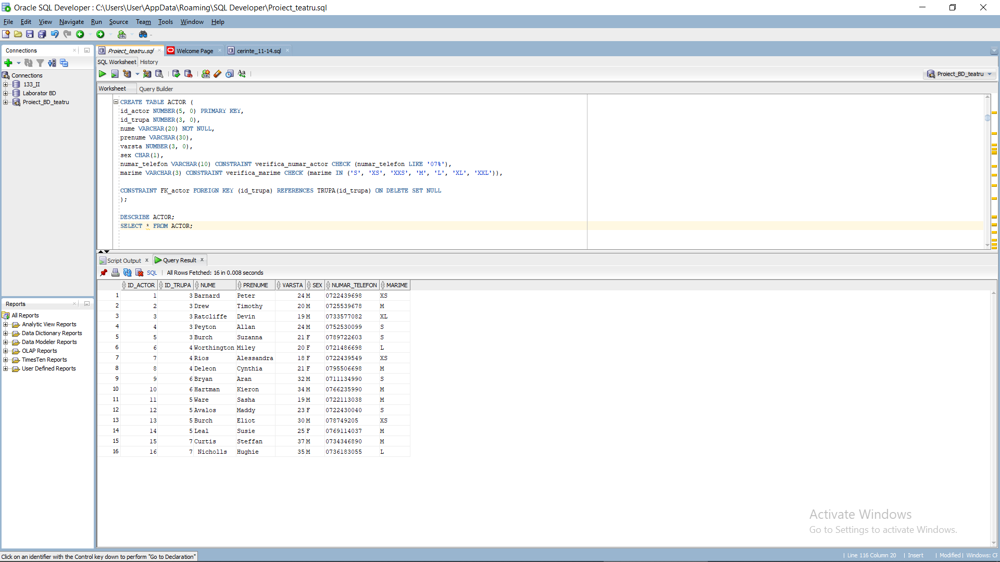 Oracle SQL Developer : C:\Users\User\AppData\Roaming\SQL Developer\Proiect_teatru.sql
File Edit View Navigate Run Source Team Tools Window Help
Connections
Connections
133_II
Laborator BD
Proiect_BD_teatru
Reports
All Reports
Analytic View Reports
Data Dictionary Reports
Data Modeler Reports
OLAP Reports
TimesTen Reports
User Defined Reports
Proiect_teatru.sql Welcome Page cerinte_11-14.sql
SQL Worksheet History
Proiect_BD_teatru
Worksheet Query Builder
CREATE TABLE ACTOR (
id_actor NUMBER(5, 0) PRIMARY KEY,
id_trupa NUMBER(3, 0),
nume VARCHAR(20) NOT NULL,
prenume VARCHAR(30),
varsta NUMBER(3, 0),
sex CHAR(1),
numar_telefon VARCHAR(10) CONSTRAINT verifica_numar_actor CHECK (numar_telefon LIKE '07%'),
marime VARCHAR(3) CONSTRAINT verifica_marime CHECK (marime IN ('S', 'XS', 'XXS', 'M', 'L', 'XL', 'XXL')),
CONSTRAINT FK_actor FOREIGN KEY (id_trupa) REFERENCES TRUPA(id_trupa) ON DELETE SET NULL
);
DESCRIBE ACTOR;
SELECT * FROM ACTOR;
Script Output x Query Result x
SQL | All Rows Fetched: 16 in 0.008 seconds
ID_ACTOR ID_TRUPA NUME PRENUME VARSTA SEX NUMAR_TELEFON MARIME
1 1 3 Barnard Peter 24 M 0722439698 XS
2 2 3 Drew Timothy 20 M 0725539678 M
3 3 3 Ratcliffe Devin 19 M 0733577082 XL
4 4 3 Peyton Allan 24 M 0752530099 S
5 5 3 Burch Suzanna 21 F 0789722603 S
6 6 4 Worthington Miley 20 F 0721486698 L
7 7 4 Rios Alessandra 18 F 0722439549 XS
8 8 4 Deleon Cynthia 21 F 0795506698 M
9 9 6 Bryan Aran 32 M 0711134990 S
10 10 6 Hartman Kieron 34 M 0766235990 M
11 11 5 Ware Sasha 19 M 0722113038 M
12 12 5 Avalos Maddy 23 F 0722430040 S
13 13 5 Burch Eliot 30 M 078749205 XS
14 14 5 Leal Susie 25 F 0769114037 M
15 15 7 Curtis Steffan 37 M 0734346890 M
16 16 7 Nicholls Hughie 35 M 0736183055 L
Activate Windows
Go to Settings to activate Windows.
Click on an identifier with the Control key down to perform "Go to Declaration"
| Line 116 Column 20 | Insert | Modified | Windows: CF